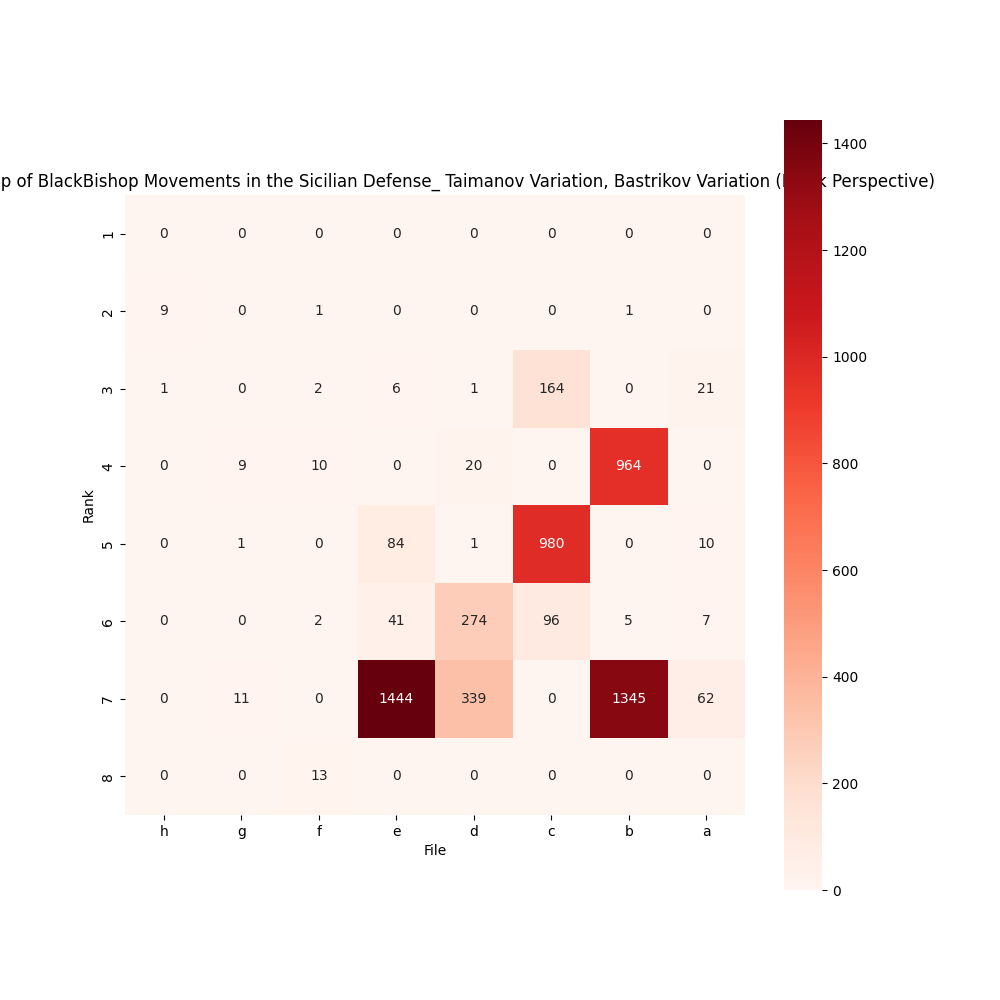 p of BlackBishop Movements in the Sicilian Defense_ Taimanov Variation, Bastrikov Variation ( Perspective)
1 0 0 0 0 0 0 0 0
2 9 0 1 0 0 0 1 0
3 1 0 2 6 1 164 0 21
4 0 9 10 0 20 0 964 0
Rank
5 0 1 0 84 1 980 0 10
6 0 0 2 41 274 96 5 7
7 0 11 0 1444 339 0 1345 62
8 0 0 13 0 0 0 0 0
h g f e d c b a
File
1400
1200
1000
800
600
400
200
0